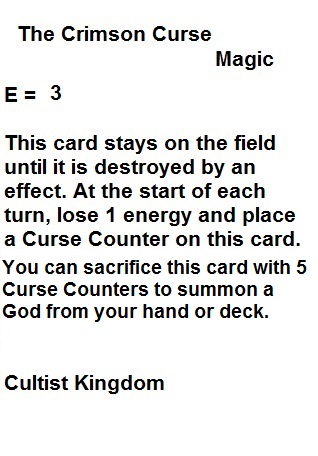 The Crimson Curse
Magic
E = 3
This card stays on the field
until it is destroyed by an
effect. At the start of each
turn, lose 1 energy and place
a Curse Counter on this card.
You can sacrifice this card with 5
Curse Counters to summon a
God from your hand or deck.
Cultist Kingdom